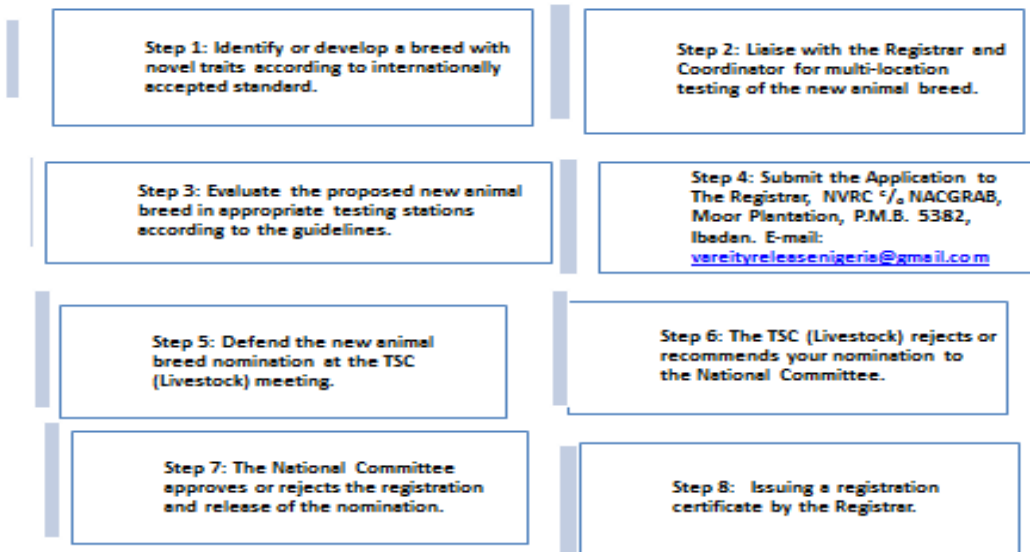 Step 1: Identify or develop a breed with
novel traits according to internationally
accepted standard.
Step 2: Liaise with the Registrar and
Coordinator for multi-location
testing of the new animal breed.
Step 3: Evaluate the proposed new animal
breed in appropriate testing stations
according to the guidelines.
Step 4: Submit the Application to
The Registrar, NVRC c/o NACGRAB,
Moor Plantation, P.M.B. 5382,
Ibadan. E-mail:
vareityreleasenigeria@gmail.com
Step 5: Defend the new animal
breed nomination at the TSC
(Livestock) meeting.
Step 6: The TSC (Livestock) rejects or
recommends your nomination to
the National Committee.
Step 7: The National Committee
approves or rejects the registration
and release of the nomination.
Step 8: Issuing a registration
certificate by the Registrar.